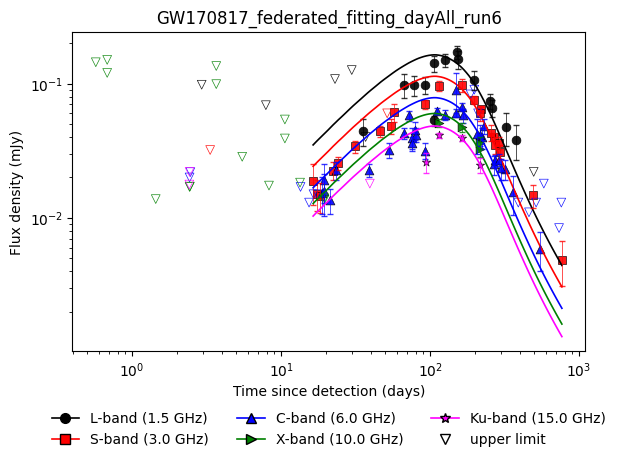 GW170817_federated_fitting_dayAll_run6
Flux density (mJy)
10⁻¹
10⁻²
10⁰ 10¹ 10² 10³
Time since detection (days)
L-band (1.5 GHz) C-band (6.0 GHz) Ku-band (15.0 GHz)
S-band (3.0 GHz) X-band (10.0 GHz) upper limit